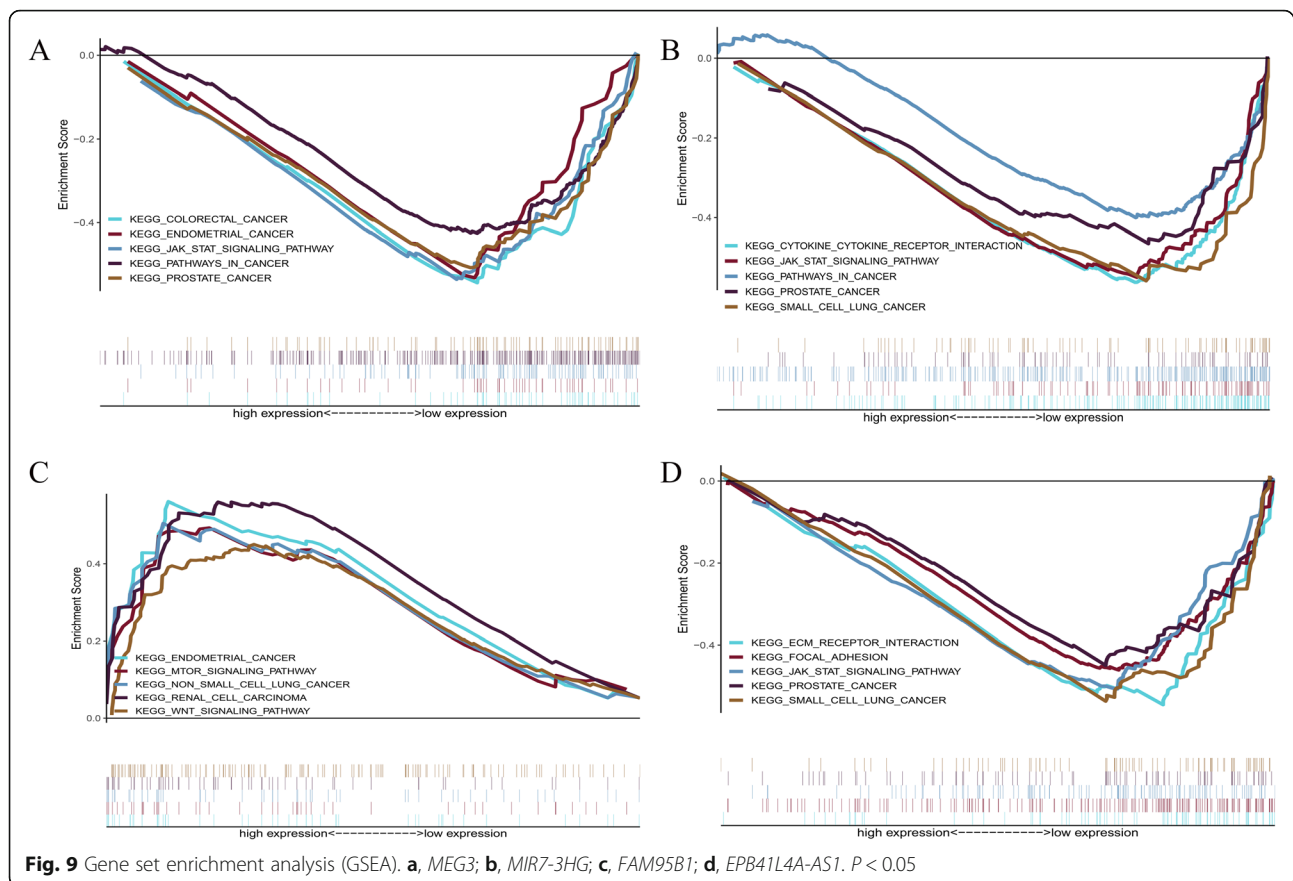 A
Enrichment Score
0.0
−0.2
−0.4
KEGG_COLORECTAL_CANCER
KEGG_ENDOMETRIAL_CANCER
KEGG_JAK_STAT_SIGNALING_PATHWAY
KEGG_PATHWAYS_IN_CANCER
KEGG_PROSTATE_CANCER
high expression<------------>low expression
B
Enrichment Score
0.0
−0.2
−0.4
KEGG_CYTOKINE_CYTOKINE_RECEPTOR_INTERACTION
KEGG_JAK_STAT_SIGNALING_PATHWAY
KEGG_PATHWAYS_IN_CANCER
KEGG_PROSTATE_CANCER
KEGG_SMALL_CELL_LUNG_CANCER
high expression<------------>low expression
C
Enrichment Score
0.4
0.2
0.0
KEGG_ENDOMETRIAL_CANCER
KEGG_MTOR_SIGNALING_PATHWAY
KEGG_NON_SMALL_CELL_LUNG_CANCER
KEGG_RENAL_CELL_CARCINOMA
KEGG_WNT_SIGNALING_PATHWAY
high expression<------------>low expression
D
Enrichment Score
0.0
−0.2
−0.4
KEGG_ECM_RECEPTOR_INTERACTION
KEGG_FOCAL_ADHESION
KEGG_JAK_STAT_SIGNALING_PATHWAY
KEGG_PROSTATE_CANCER
KEGG_SMALL_CELL_LUNG_CANCER
high expression<------------>low expression
Fig. 9 Gene set enrichment analysis (GSEA). a, MEG3; b, MIR7-3HG; c, FAM95B1; d, EPB41L4A-AS1. P < 0.05